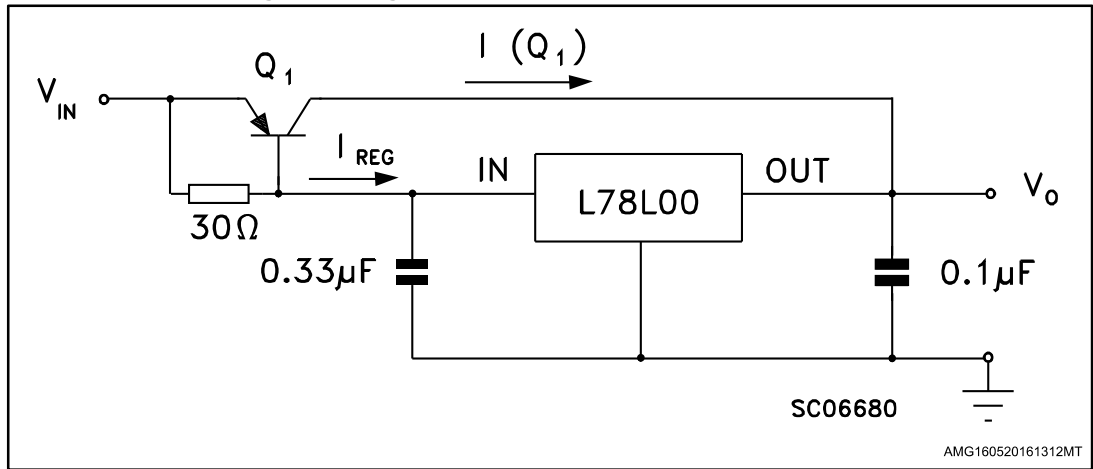 I (Q1)
Q1
VIN
IREG
IN
OUT
L78L00
VO
30Ω
0.33μF
0.1μF
SC06680
AMG160520161312MT